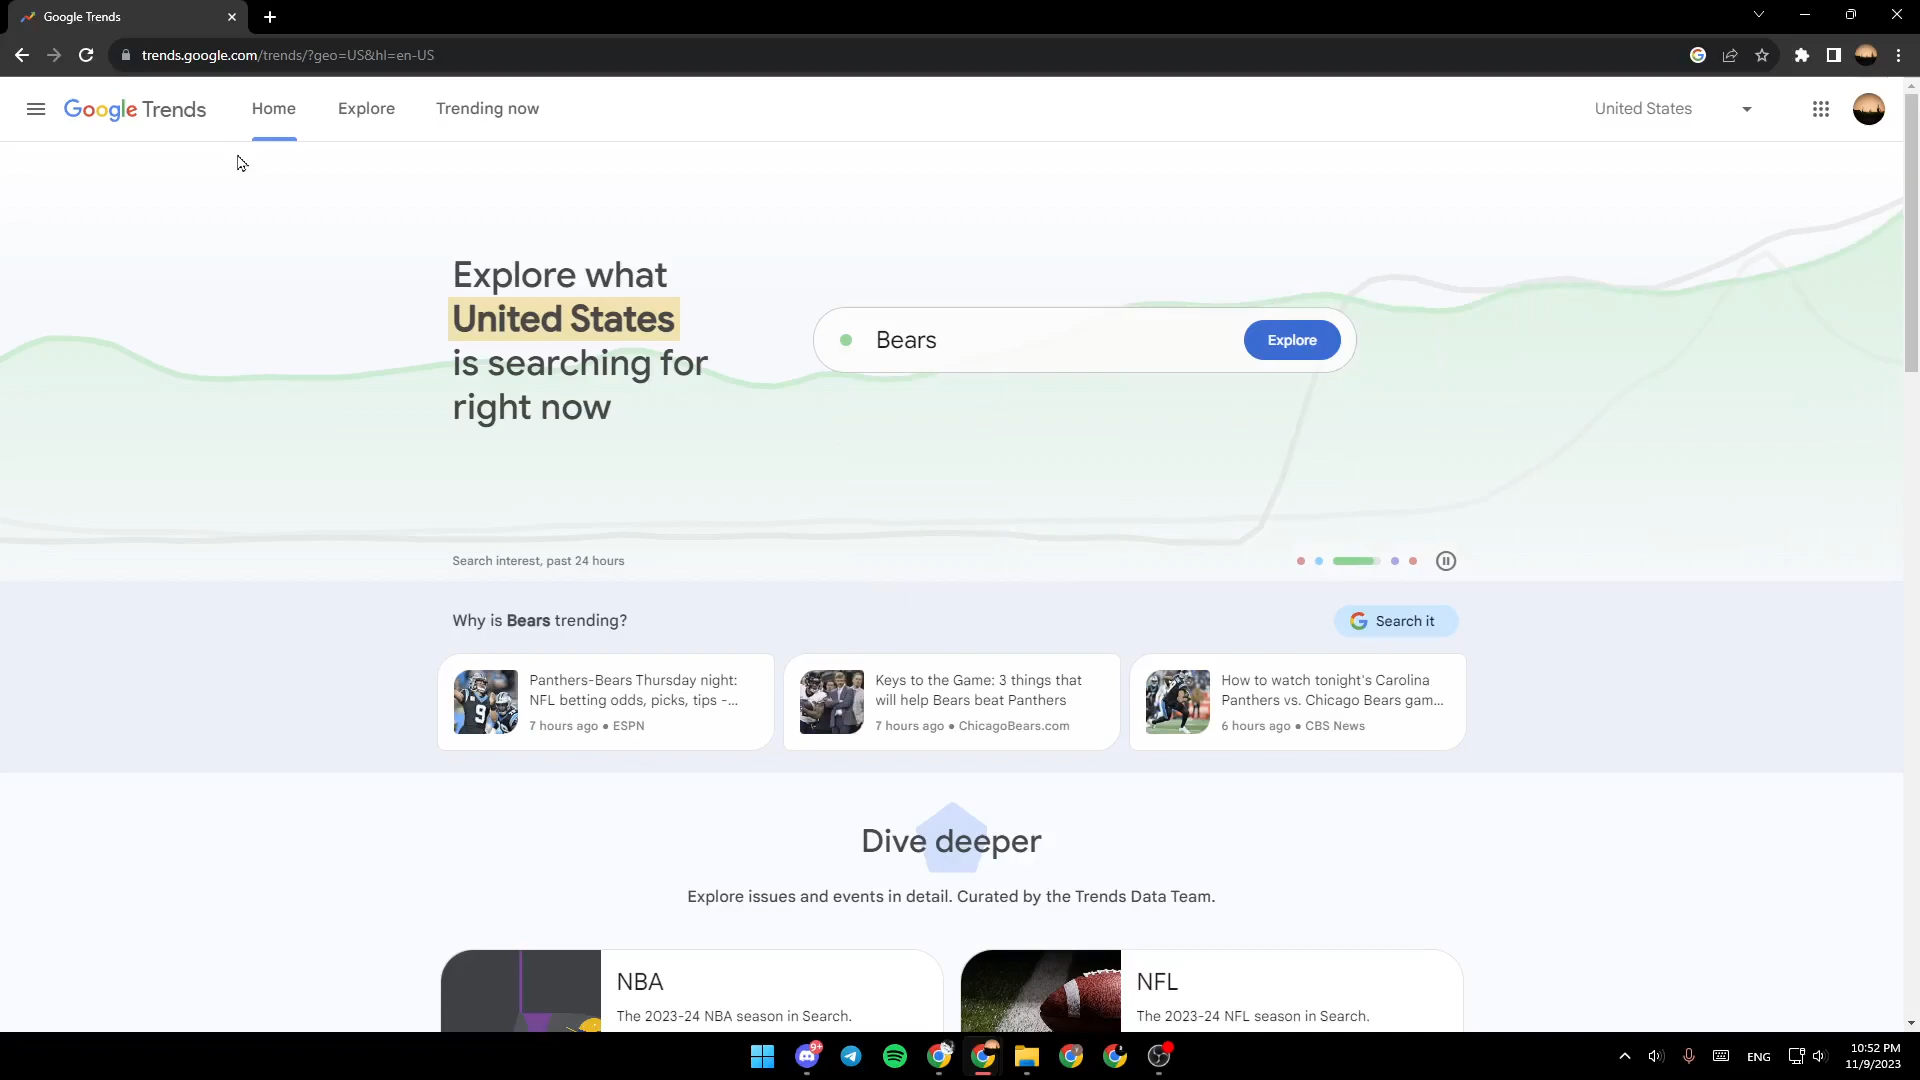 Google Trends
trends.google.com/trends/?geo=US&hl=en-US
Google Trends
Home
Explore
Trending now
United States
Explore what
United States
is searching for
right now
Bears
Explore
Search interest, past 24 hours
Why is Bears trending?
Search it
Panthers-Bears Thursday night:
NFL betting odds, picks, tips -...
7 hours ago • ESPN
Keys to the Game: 3 things that
will help Bears beat Panthers
7 hours ago • ChicagoBears.com
How to watch tonight's Carolina
Panthers vs. Chicago Bears gam...
6 hours ago • CBS News
Dive deeper
Explore issues and events in detail. Curated by the Trends Data Team.
NBA
The 2023-24 NBA season in Search.
NFL
The 2023-24 NFL season in Search.
9+
ENG
10:52 PM
11/9/2023